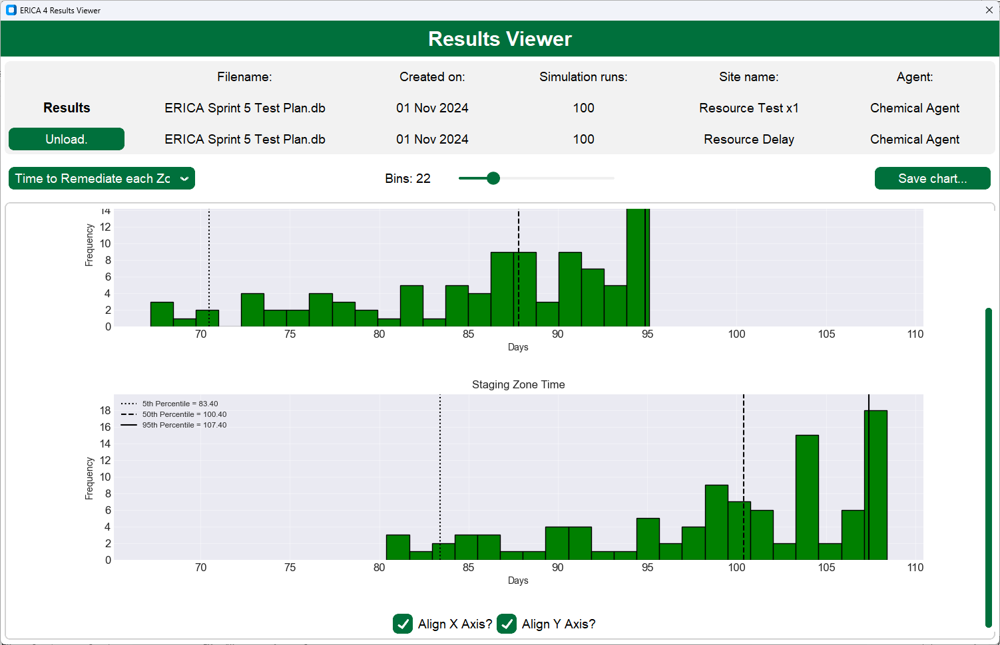 ERICA 4 Results Viewer
Results Viewer
Filename: Created on: Simulation runs: Site name: Agent:
Results ERICA Sprint 5 Test Plan.db 01 Nov 2024 100 Resource Test x1 Chemical Agent
Unload. ERICA Sprint 5 Test Plan.db 01 Nov 2024 100 Resource Delay Chemical Agent
Time to Remediate each Zo Bins: 22 Save chart...
14
12
10
8
6
4
2
0
Frequency
70 75 80 85 90 95 100 105 110
Days
Staging Zone Time
5th Percentile = 83.40
50th Percentile = 100.40
95th Percentile = 107.40
18
16
14
12
10
8
6
4
2
0
Frequency
70 75 80 85 90 95 100 105 110
Days
Align X Axis? Align Y Axis?